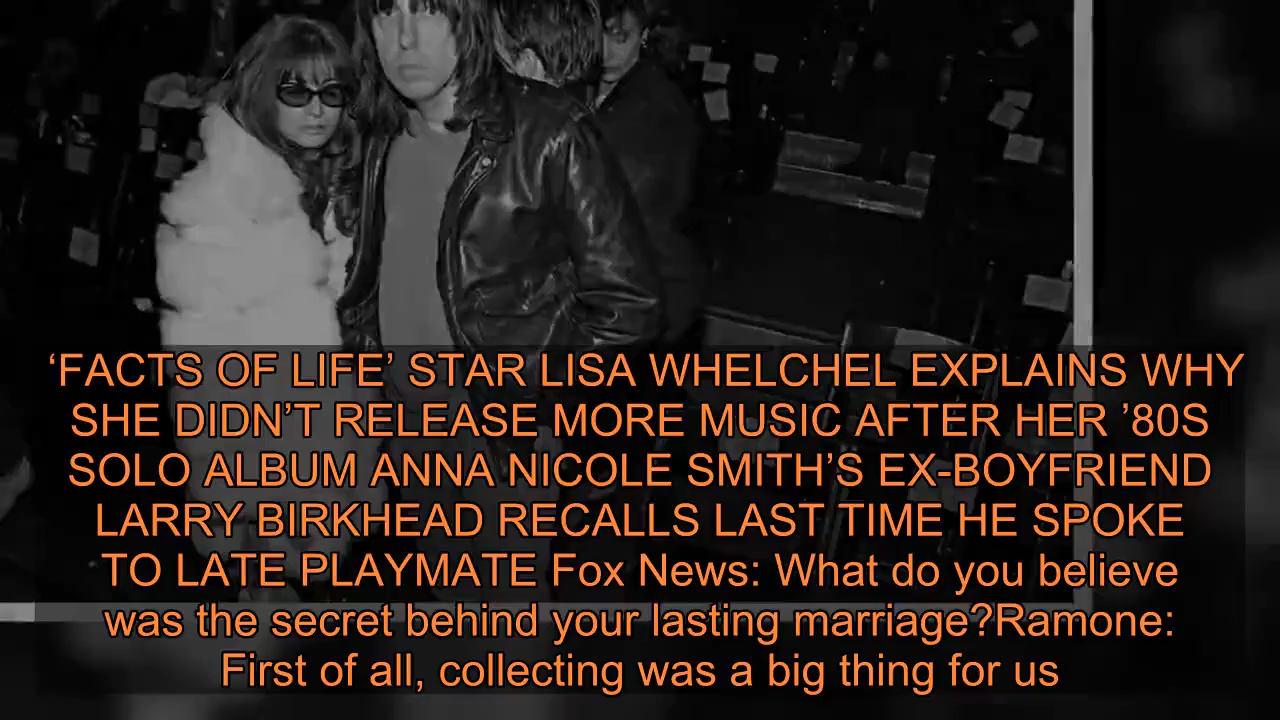 ‘FACTS OF LIFE’ STAR LISA WHELCHEL EXPLAINS WHY
SHE DIDN’T RELEASE MORE MUSIC AFTER HER ’80S
SOLO ALBUM ANNA NICOLE SMITH’S EX-BOYFRIEND
LARRY BIRKHEAD RECALLS LAST TIME HE SPOKE
TO LATE PLAYMATE Fox News: What do you believe
was the secret behind your lasting marriage?Ramone:
First of all, collecting was a big thing for us